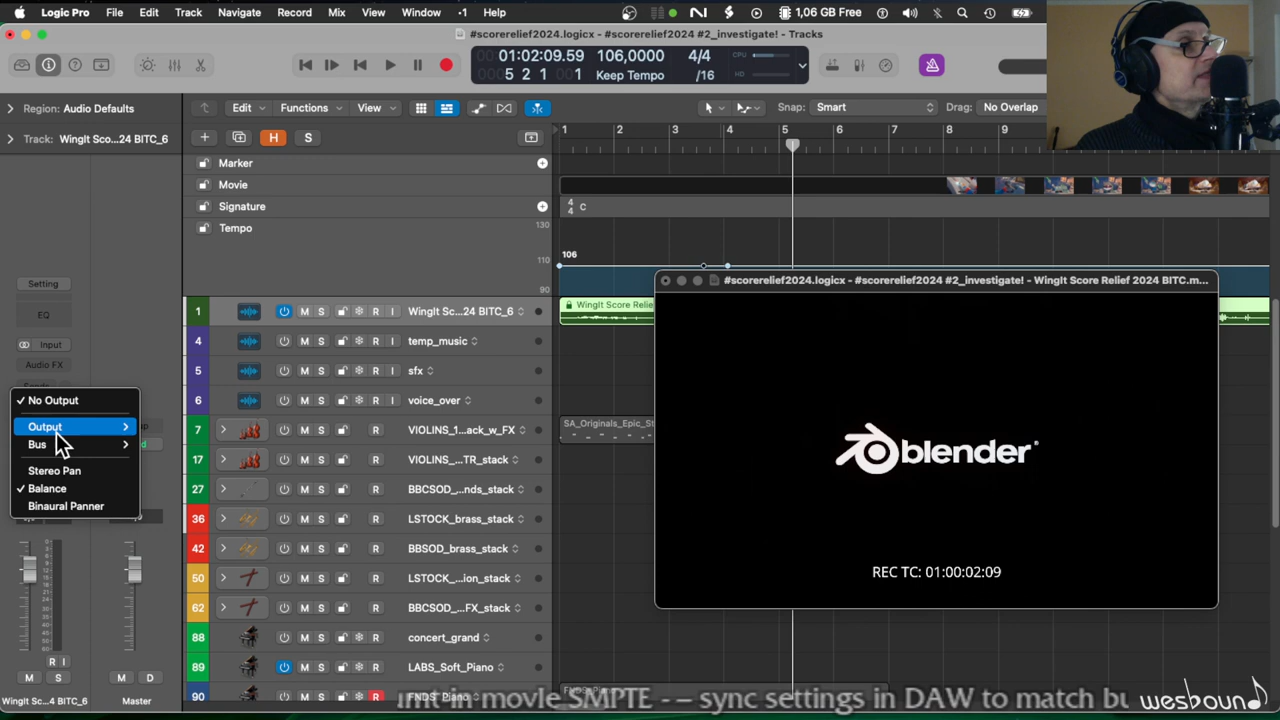 Logic Pro File Edit Track Navigate Record Mix View Window 1 Help 1,06 GB Free
#scorerelief2024.logicx - #scorerelief2024 #2_investigate! - Tracks
01:02:09.59 106,0000 4/4 CPU
5 2 1 001 Keep Tempo /16 HD
Region: Audio Defaults Edit Functions View Snap: Smart Drag: No Overlap
Track: WingIt Sco...24 BITC_6 H S 1 2 3 4 5 6 7 8 9
Marker
Movie
Signature 4/4 C
Tempo 130
106 110
90
#scorerelief2024.logicx - #scorerelief2024 #2_investigate! - WingIt Score Relief 2024 BITC.m...
Setting
EQ
Input
Audio FX
Sends
No Output
Output
Bus
Stereo Pan
Balance
Binaural Panner
1 M S R I WingIt Sc...24 BITC_6 WingIt Score Relie
4 M S R I temp_music
5 M S R I sfx
6 M S R I voice_over
7 M S R VIOLINS_1...ck_w_FX SA_Originals_Epic_St
17 M S R VIOLINS_...TR_stack
27 M S R BBCSOD_...nds_stack
36 M S R LSTOCK_brass_stack
42 M S R BBSOD_brass_stack
50 M S R LSTOCK_...ion_stack
62 M S R BBCSOD_...FX_stack
88 M S R concert_grand
89 M S R LABS_Soft_Piano
90 M S R FNDS_Piano
blender
REC TC: 01:00:02:09
R I
M S M D
WingIt Sc...4 BITC_6 Master
in movie SMPTE -- sync settings in DAW to match
wesbound